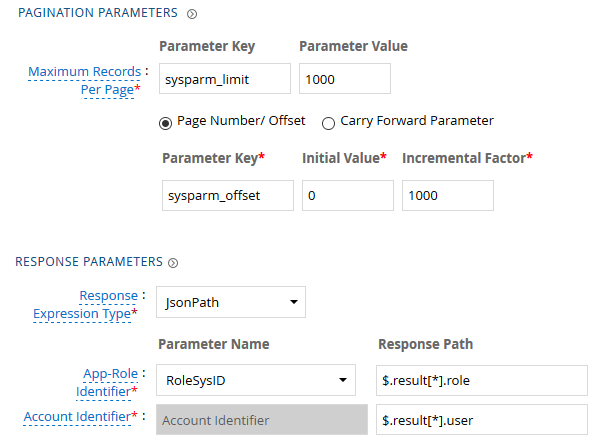 PAGINATION PARAMETERS
Parameter Key Parameter Value
Maximum Records : sysparm_limit 1000
Per Page*
Page Number/ Offset Carry Forward Parameter
Parameter Key* Initial Value* Incremental Factor*
sysparm_offset 0 1000
RESPONSE PARAMETERS
Response : JsonPath
Expression Type*
Parameter Name Response Path
App-Role : RoleSysID $.result[*].role
Identifier*
Account Identifier* : Account Identifier $.result[*].user